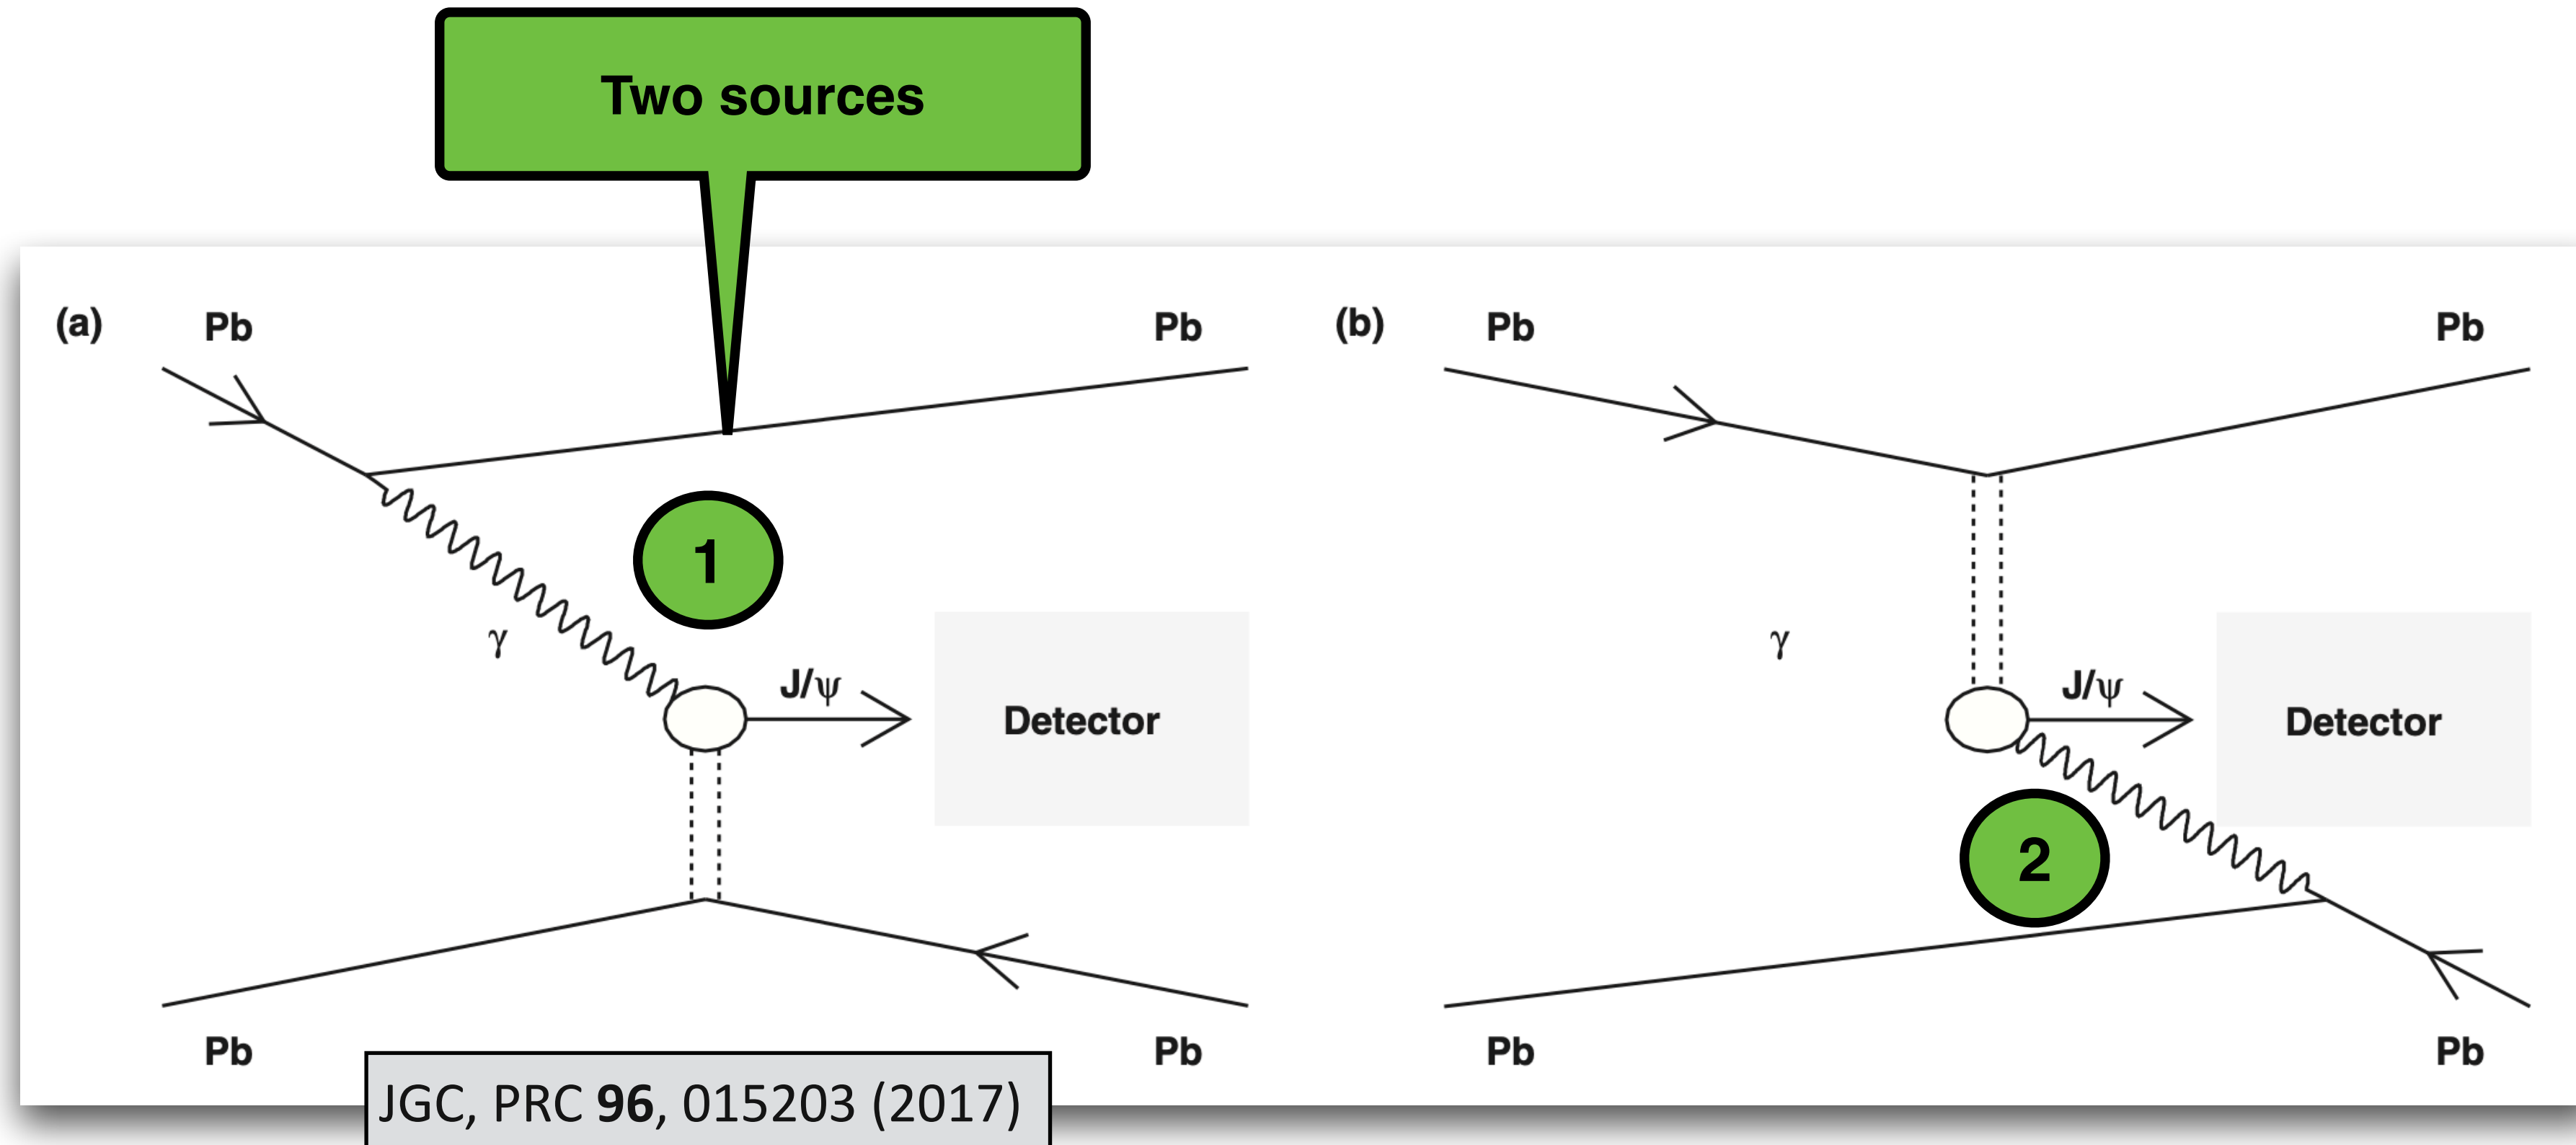 Two sources
(a)
Pb
Pb
(b)
Pb
Pb
1
γ
J/ψ
Detector
γ
J/ψ
Detector
2
Pb
Pb
Pb
Pb
JGC, PRC 96, 015203 (2017)